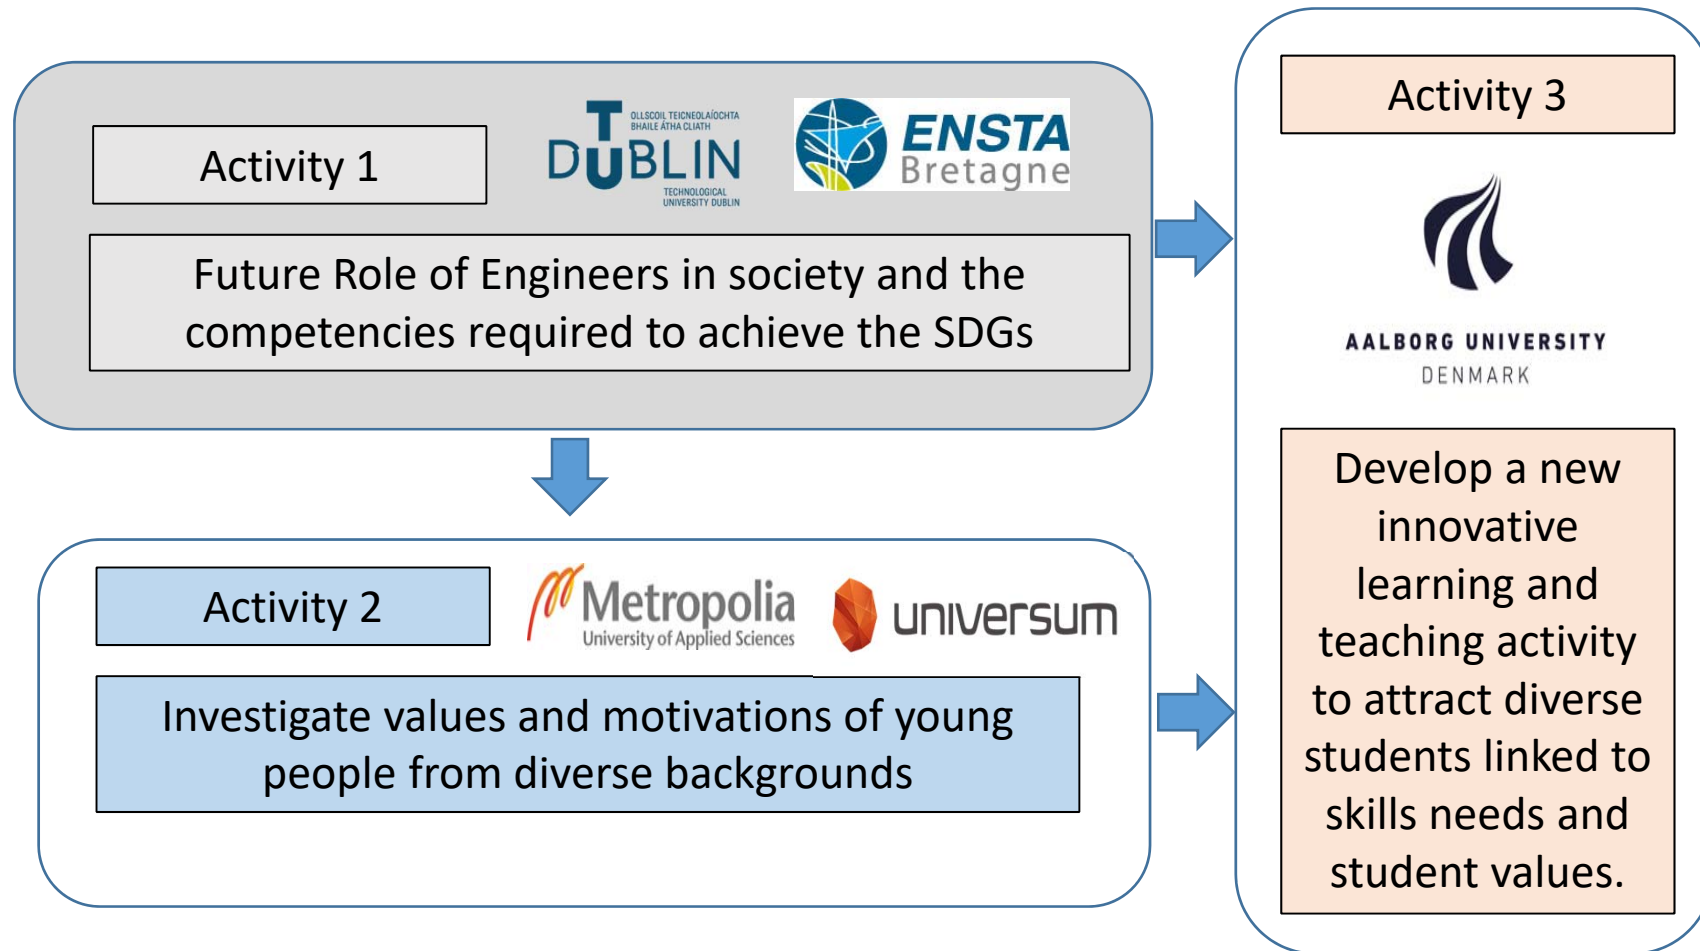 Activity 1
OLLSCOIL TEICNEOLAÍOCHTA
BHAILE ÁTHA CLIATH
TU DUBLIN
TECHNOLOGICAL
UNIVERSITY DUBLIN
ENSTA
Bretagne
Future Role of Engineers in society and the
competencies required to achieve the SDGs
Activity 2
Metropolia
University of Applied Sciences
universum
Investigate values and motivations of young
people from diverse backgrounds
Activity 3
AALBORG UNIVERSITY
DENMARK
Develop a new
innovative
learning and
teaching activity
to attract diverse
students linked to
skills needs and
student values.